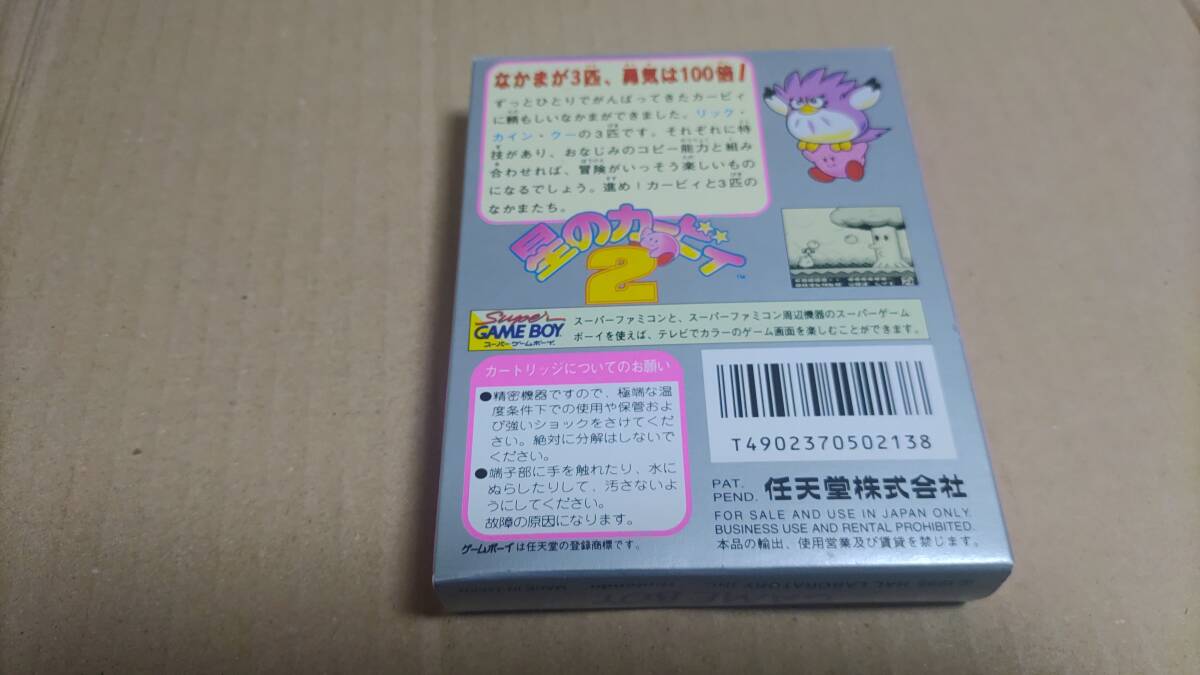 なかまが3匹、勇気は100倍!
ずっとひとりでがんばってきたカービィ
に頼もしいなかまができました。リック・
カイン・クーの3匹です。それぞれに特
技があり、おなじみのコピー能力と組み
合わせれば、冒険がいっそう楽しいもの
になるでしょう。進め!カービィと3匹の
なかまたち。
星のカービィ
2
™
Super
GAME BOY
スーパーゲームボーイ
スーパーファミコンと、スーパーファミコン周辺機器のスーパーゲーム
ボーイを使えば、テレビでカラーのゲーム画面を楽しむことができます。
カートリッジについてのお願い
●精密機器ですので、極端な温
度条件下での使用や保管およ
び強いショックをさけてくだ
さい。絶対に分解はしないで
ください。
●端子部に手を触れたり、水に
ぬらしたりして、汚さないよ
うにしてください。
故障の原因になります。
ゲームボーイは任天堂の登録商標です。
T4902370502138
PAT.
PEND.
任天堂株式会社
FOR SALE AND USE IN JAPAN ONLY.
BUSINESS USE AND RENTAL PROHIBITED.
本品の輸出、使用営業及び賃貸を禁じます。